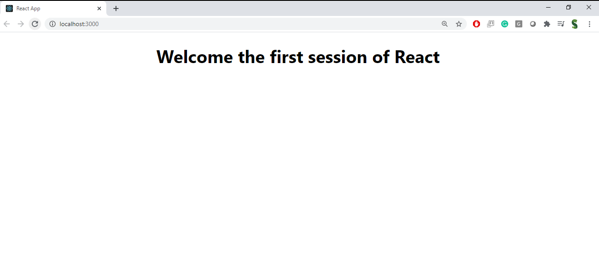 React App
localhost:3000
Welcome the first session of React